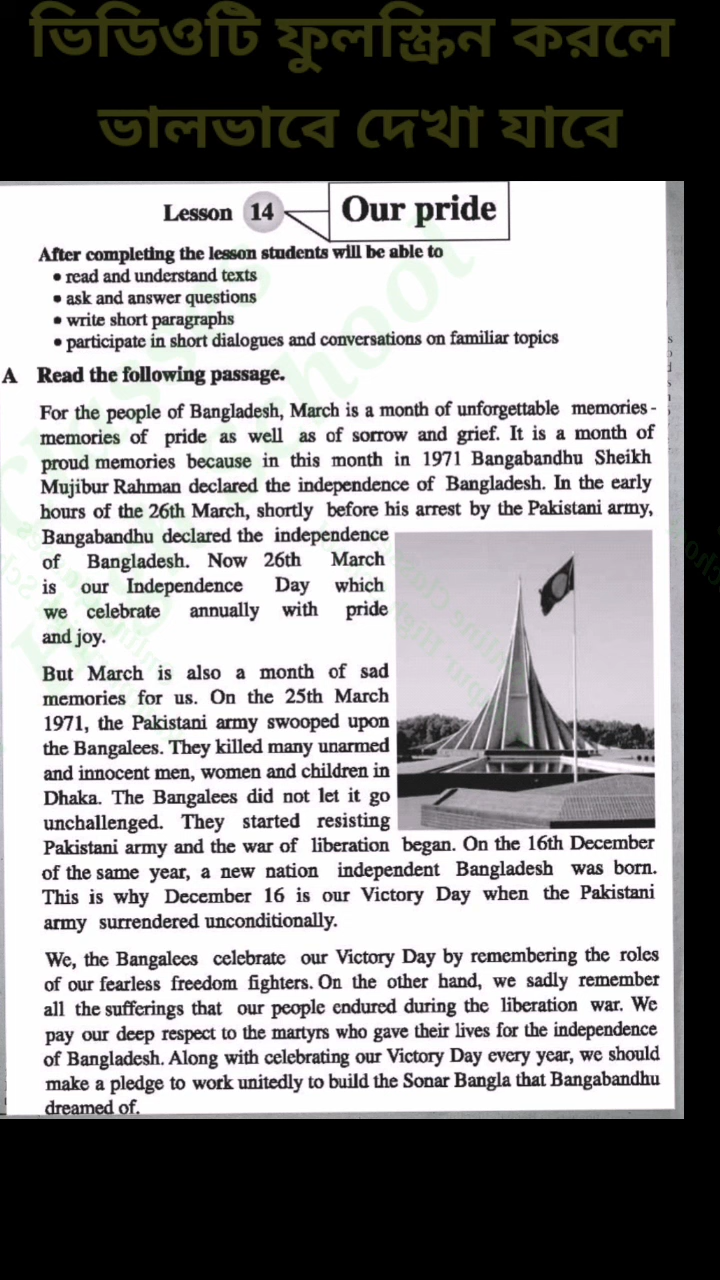 ভিডিওটি ফুলস্ক্রিন করলে
ভালভাবে দেখা যাবে
Lesson 14 Our pride
After completing the lesson students will be able to
• read and understand texts
• ask and answer questions
• write short paragraphs
• participate in short dialogues and conversations on familiar topics
A Read the following passage.
For the people of Bangladesh, March is a month of unforgettable memories -
memories of pride as well as of sorrow and grief. It is a month of
proud memories because in this month in 1971 Bangabandhu Sheikh
Mujibur Rahman declared the independence of Bangladesh. In the early
hours of the 26th March, shortly before his arrest by the Pakistani army,
Bangabandhu declared the independence
of Bangladesh. Now 26th March
is our Independence Day which
we celebrate annually with pride
and joy.
But March is also a month of sad
memories for us. On the 25th March
1971, the Pakistani army swooped upon
the Bangalees. They killed many unarmed
and innocent men, women and children in
Dhaka. The Bangalees did not let it go
unchallenged. They started resisting
Pakistani army and the war of liberation began. On the 16th December
of the same year, a new nation independent Bangladesh was born.
This is why December 16 is our Victory Day when the Pakistani
army surrendered unconditionally.
We, the Bangalees celebrate our Victory Day by remembering the roles
of our fearless freedom fighters. On the other hand, we sadly remember
all the sufferings that our people endured during the liberation war. We
pay our deep respect to the martyrs who gave their lives for the independence
of Bangladesh. Along with celebrating our Victory Day every year, we should
make a pledge to work unitedly to build the Sonar Bangla that Bangabandhu
dreamed of.